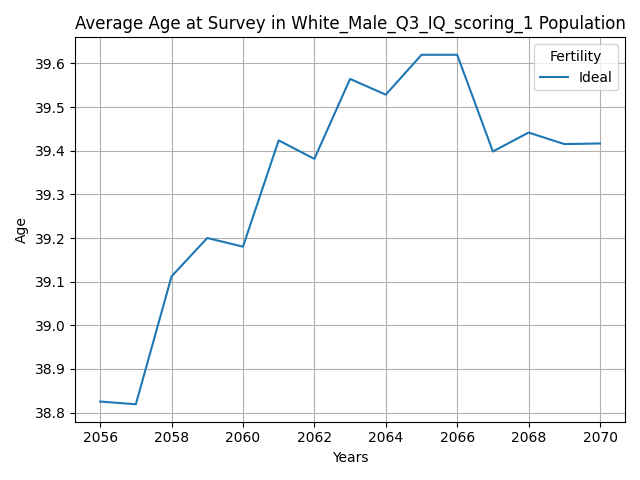 Average Age at Survey in White_Male_Q3_IQ_scoring_1 Population
Fertility
Ideal
39.6
39.5
39.4
39.3
39.2
39.1
39.0
38.9
38.8
Age
2056 2058 2060 2062 2064 2066 2068 2070
Years